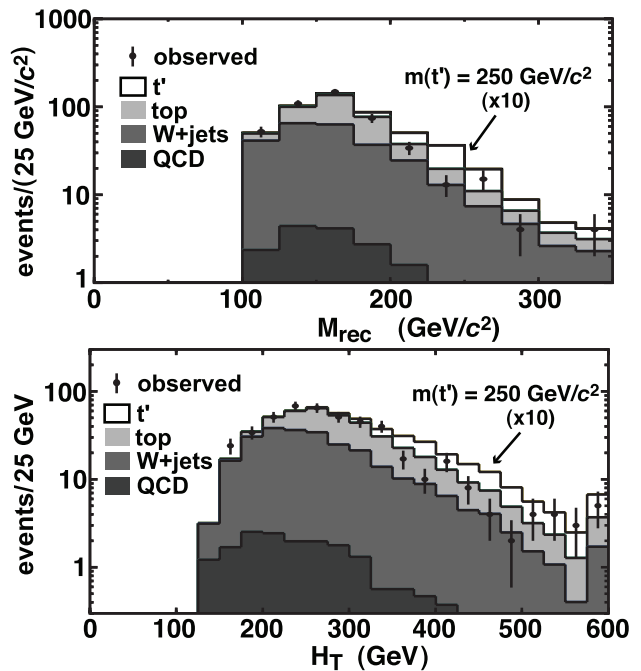 events/(25 GeV/c²)
1000
100
10
1
observed
t'
top
W+jets
QCD
m(t') = 250 GeV/c²
(x10)
0
100
200
300
M_rec (GeV/c²)
events/25 GeV
100
10
1
observed
t'
top
W+jets
QCD
m(t') = 250 GeV/c²
(x10)
0
100
200
300
400
500
600
H_T (GeV)